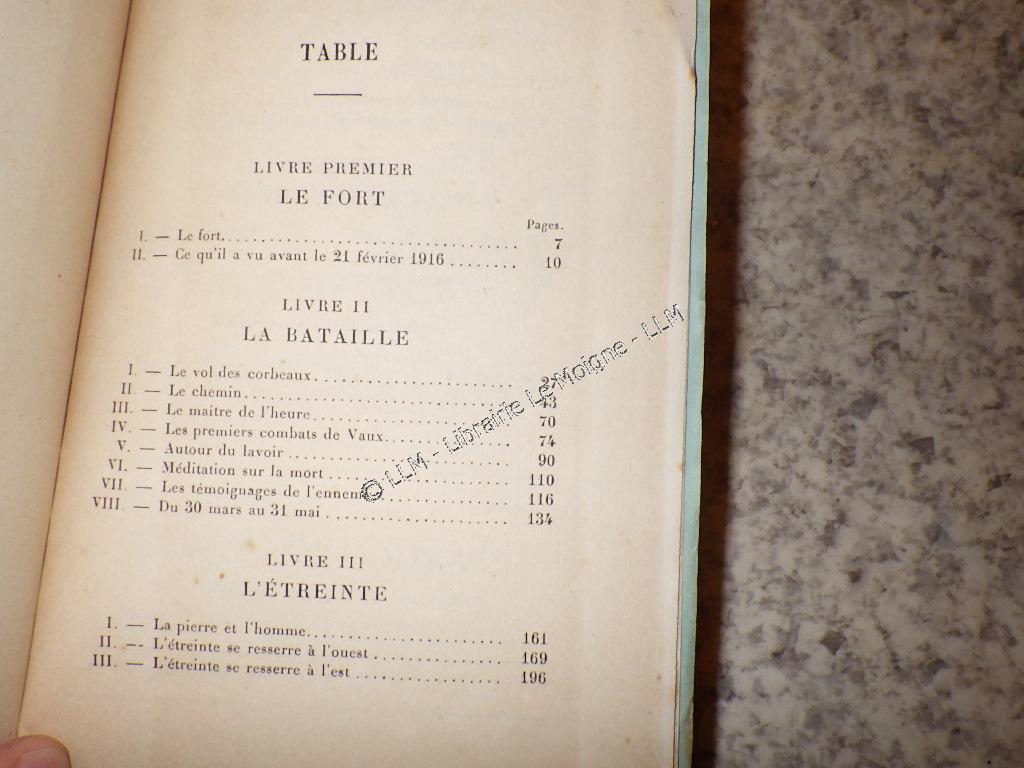 TABLE
LIVRE PREMIER
LE FORT
Pages.
I. — Le fort. . . . . . . . . . . . . . . . . . . . . . . . . . . . . . . . . . 7
II. — Ce qu'il a vu avant le 21 février 1916 . . . . . . . . 10
LIVRE II
LA BATAILLE
I. — Le vol des corbeaux. . . . . . . . . . . . . . . . . . . . . .
II. — Le chemin. . . . . . . . . . . . . . . . . . . . . . . . . . . . 43
III. — Le maitre de l'heure. . . . . . . . . . . . . . . . . . . . . 70
IV. — Les premiers combats de Vaux. . . . . . . . . . . . . 74
V. — Autour du lavoir . . . . . . . . . . . . . . . . . . . . . . . . 90
VI. — Méditation sur la mort . . . . . . . . . . . . . . . . . . 110
VII. — Les témoignages de l'ennemi . . . . . . . . . . . . . 116
VIII. — Du 30 mars au 31 mai . . . . . . . . . . . . . . . . . . . 134
LIVRE III
L'ÉTREINTE
I. — La pierre et l'homme. . . . . . . . . . . . . . . . . . . . 161
II. — L'étreinte se resserre à l'ouest . . . . . . . . . . . . . 169
III. — L'étreinte se resserre à l'est . . . . . . . . . . . . . . . 196
© LLM - Librairie Le Moigne - LLM